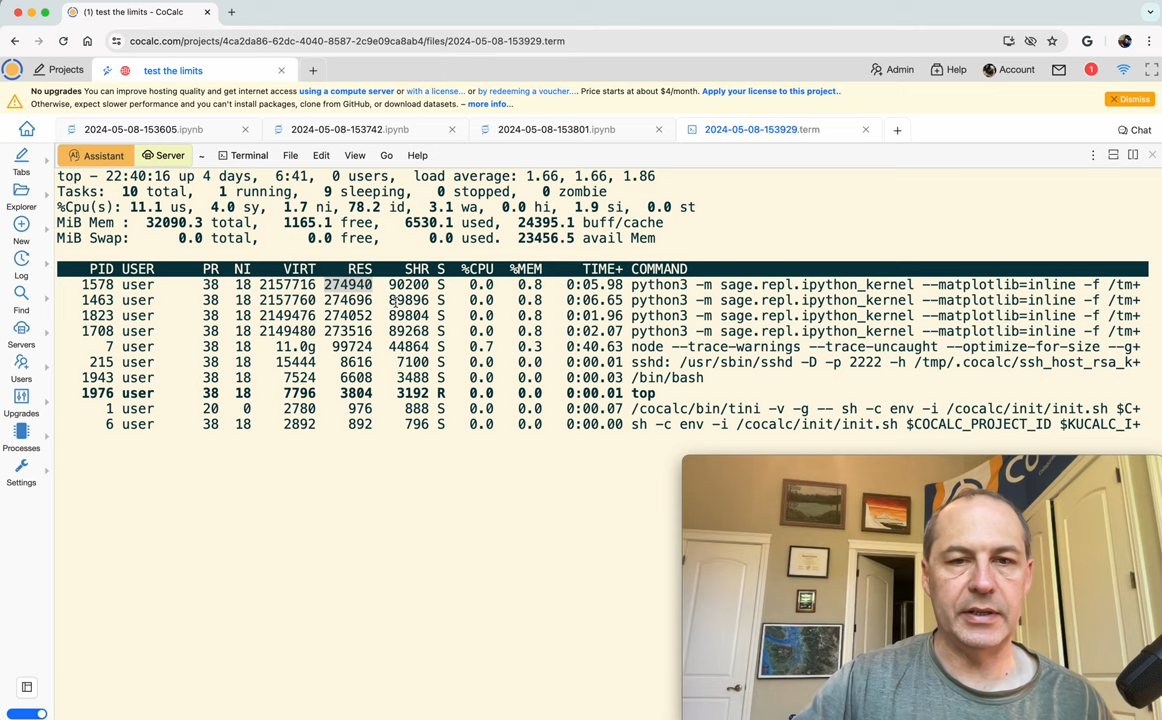 (1) test the limits - CoCalc
cocalc.com/projects/4ca2da86-62dc-4040-8587-2c9e09ca8ab4/files/2024-05-08-153929.term
Projects
test the limits
Admin
Help
Account
1
No upgrades You can improve hosting quality and get internet access using a compute server or with a license... or by redeeming a voucher.... Price starts at about $4/month. Apply your license to this project..
Otherwise, expect slower performance and you can't install packages, clone from GitHub, or download datasets. – more info...
Dismiss
2024-05-08-153605.ipynb
2024-05-08-153742.ipynb
2024-05-08-153801.ipynb
2024-05-08-153929.term
Chat
Assistant Server ~ Terminal File Edit View Go Help
Tabs
Explorer
New
Log
Find
Servers
Users
Upgrades
Processes
Settings
top - 22:40:16 up 4 days, 6:41, 0 users, load average: 1.66, 1.66, 1.86
Tasks: 10 total, 1 running, 9 sleeping, 0 stopped, 0 zombie
%Cpu(s): 11.1 us, 4.0 sy, 1.7 ni, 78.2 id, 3.1 wa, 0.0 hi, 1.9 si, 0.0 st
MiB Mem : 32090.3 total, 1165.1 free, 6530.1 used, 24395.1 buff/cache
MiB Swap: 0.0 total, 0.0 free, 0.0 used. 23456.5 avail Mem
PID USER PR NI VIRT RES SHR S %CPU %MEM TIME+ COMMAND
1578 user 38 18 2157716 274940 90200 S 0.0 0.8 0:05.98 python3 -m sage.repl.ipython_kernel --matplotlib=inline -f /tm+
1463 user 38 18 2157760 274696 89896 S 0.0 0.8 0:06.65 python3 -m sage.repl.ipython_kernel --matplotlib=inline -f /tm+
1823 user 38 18 2149476 274052 89804 S 0.0 0.8 0:01.96 python3 -m sage.repl.ipython_kernel --matplotlib=inline -f /tm+
1708 user 38 18 2149480 273516 89268 S 0.0 0.8 0:02.07 python3 -m sage.repl.ipython_kernel --matplotlib=inline -f /tm+
7 user 38 18 11.0g 99724 44864 S 0.7 0.3 0:40.63 node --trace-warnings --trace-uncaught --optimize-for-size --g+
215 user 38 18 15444 8616 7100 S 0.0 0.0 0:00.01 sshd: /usr/sbin/sshd -D -p 2222 -h /tmp/.cocalc/ssh_host_rsa_k+
1943 user 38 18 7524 6608 3488 S 0.0 0.0 0:00.03 /bin/bash
1976 user 38 18 7796 3804 3192 R 0.0 0.0 0:00.01 top
1 user 20 0 2780 976 888 S 0.0 0.0 0:00.07 /cocalc/bin/tini -v -g -- sh -c env -i /cocalc/init/init.sh $C+
6 user 38 18 2892 892 796 S 0.0 0.0 0:00.00 sh -c env -i /cocalc/init/init.sh $COCALC_PROJECT_ID $KUCALC_I+